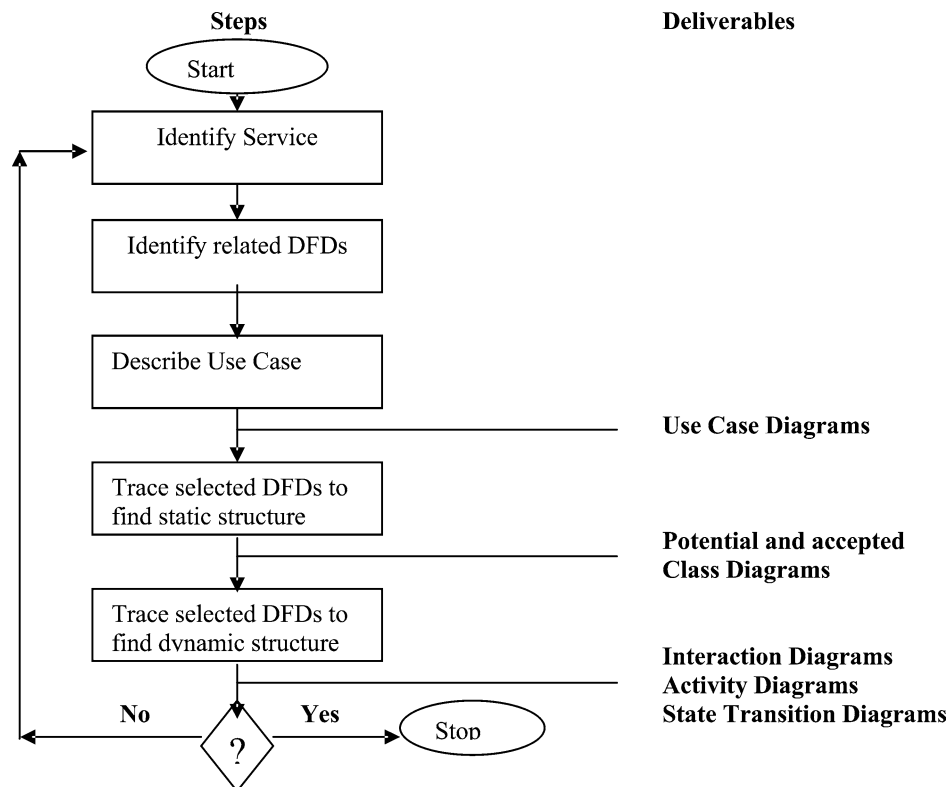 Steps
Deliverables
Start
Identify Service
Identify related DFDs
Describe Use Case
Use Case Diagrams
Trace selected DFDs to
find static structure
Potential and accepted
Class Diagrams
Trace selected DFDs to
find dynamic structure
Interaction Diagrams
Activity Diagrams
State Transition Diagrams
No
Yes
?
Stop